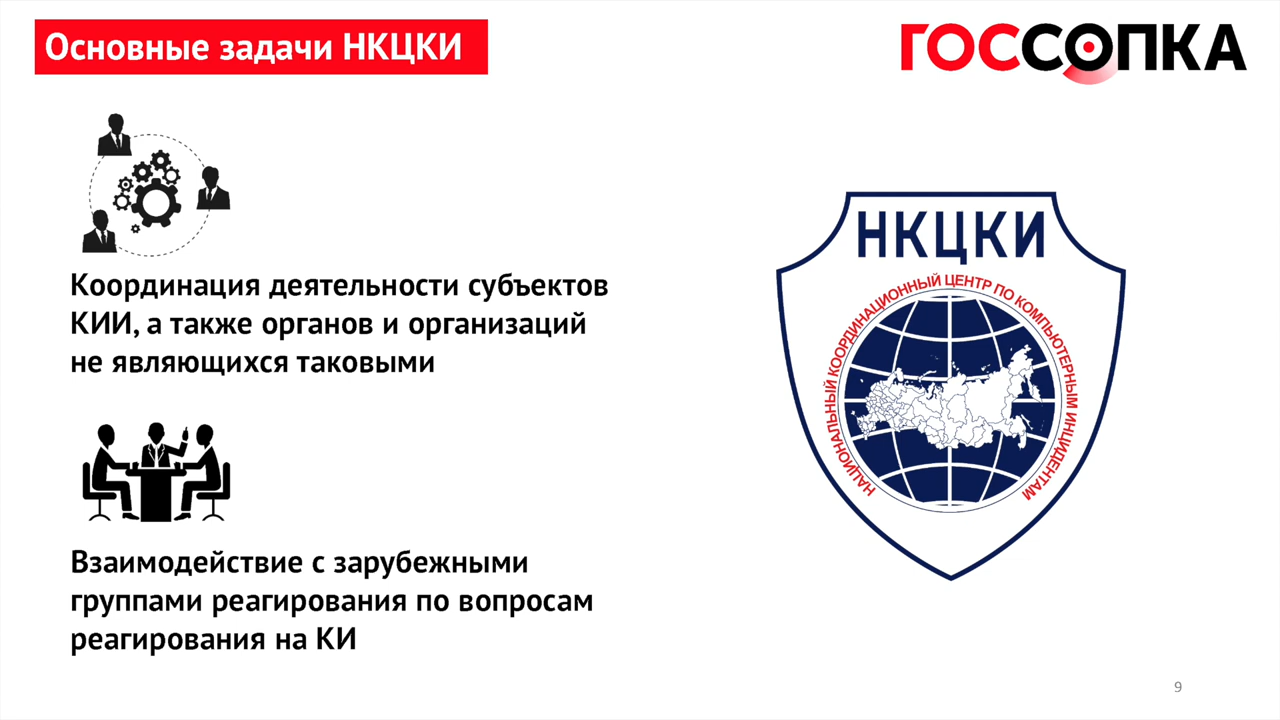 Основные задачи НКЦКИ
ГОССОПКА
Координация деятельности субъектов
КИИ, а также органов и организаций
не являющихся таковыми
Взаимодействие с зарубежными
группами реагирования по вопросам
реагирования на КИ
НКЦКИ
НАЦИОНАЛЬНЫЙ КООРДИНАЦИОННЫЙ ЦЕНТР ПО КОМПЬЮТЕРНЫМ ИНЦИДЕНТАМ
9